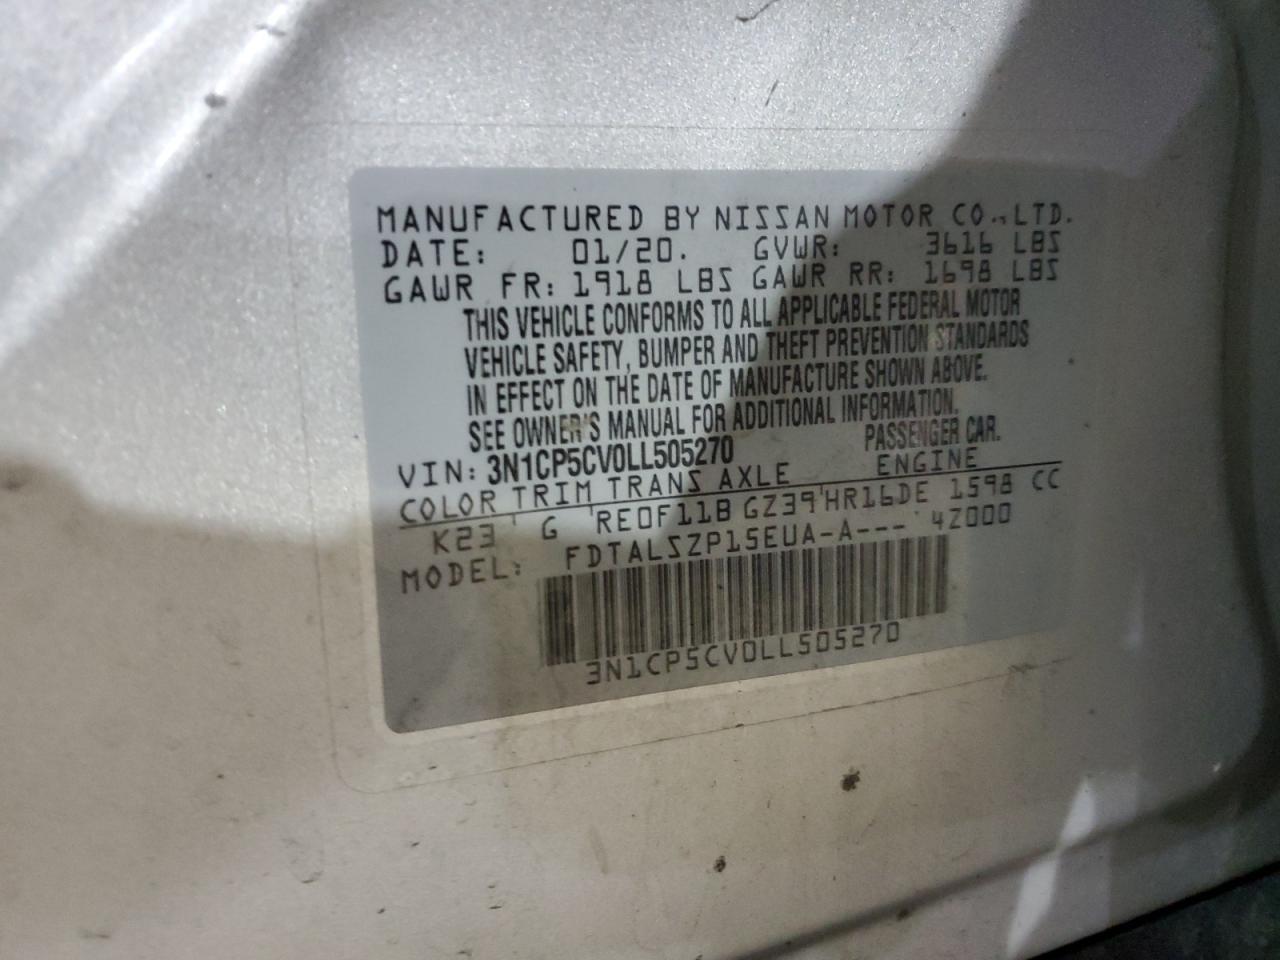 MANUFACTURED BY NISSAN MOTOR CO., LTD.
DATE: 01/20. GVWR: 3616 LBS
GAWR FR: 1918 LBS GAWR RR: 1698 LBS
THIS VEHICLE CONFORMS TO ALL APPLICABLE FEDERAL MOTOR
VEHICLE SAFETY, BUMPER AND THEFT PREVENTION STANDARDS
IN EFFECT ON THE DATE OF MANUFACTURE SHOWN ABOVE.
SEE OWNER'S MANUAL FOR ADDITIONAL INFORMATION.
VIN: 3N1CP5CV0LL505270 PASSENGER CAR.
COLOR TRIM TRANS AXLE ENGINE
K23 ' G ' RE0F11B GZ39 ' HR16DE 1598 CC
MODEL: FDTALSZP15EUA-A--- 4Z000
3N1CP5CV0LL505270